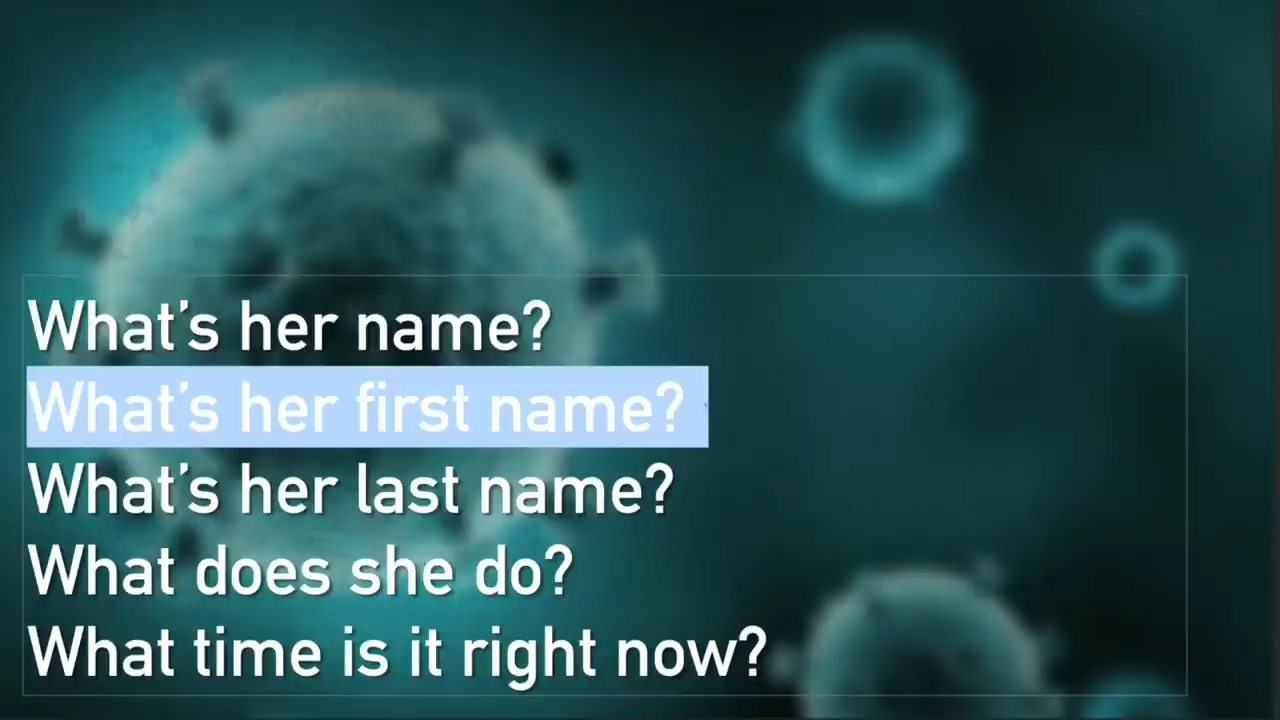 What’s her name?
What’s her first name?
What’s her last name?
What does she do?
What time is it right now?